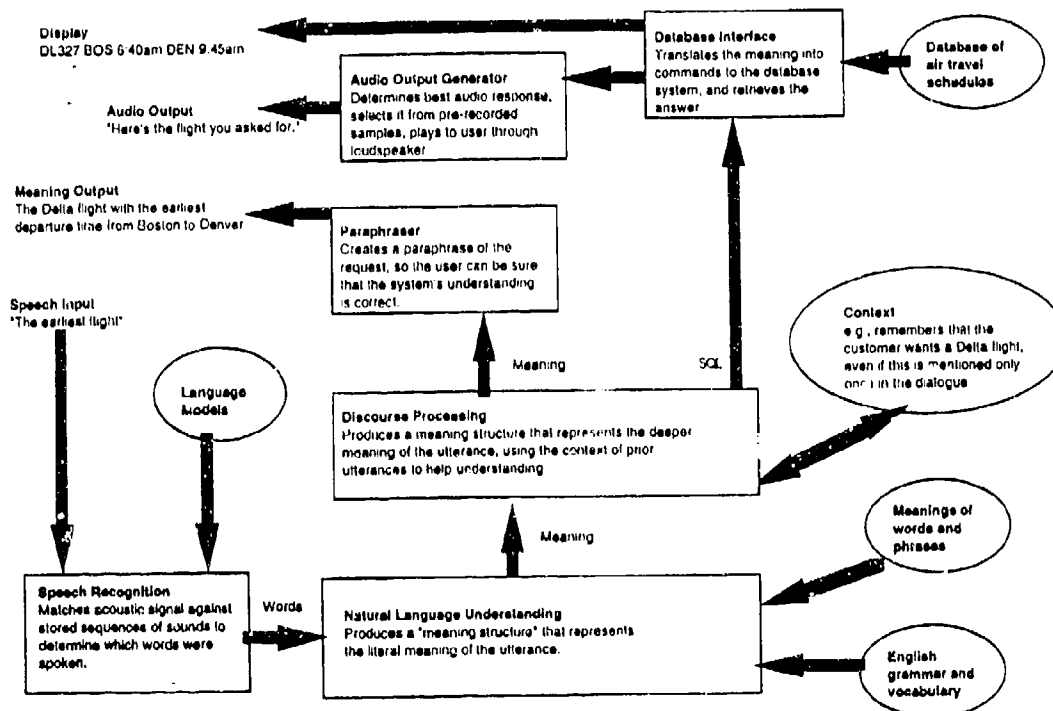 Display
DL327 BOS 6:40am DEN 9.45am
Database Interface
Translates the meaning into
commands to the database
system, and retrieves the
answer
Database of
air travel
schedules
Audio Output Generator
Determines best audio response,
selects it from pre-recorded
samples, plays to user through
loudspeaker
Audio Output
"Here's the flight you asked for."
Meaning Output
The Delta flight with the earliest
departure time from Boston to Denver
Paraphraser
Creates a paraphrase of the
request, so the user can be sure
that the system's understanding
is correct.
Speech Input
"The earliest flight"
Language
Models
Meaning
SQL
Context
e.g., remembers that the
customer wants a Delta flight,
even if this is mentioned only
in the dialogue
Discourse Processing
Produces a meaning structure that represents the deeper
meaning of the utterance, using the context of prior
utterances to help understanding
Meaning
Meanings of
words and
phrases
Speech Recognition
Matches acoustic signal against
stored sequences of sounds to
determine which words were
spoken.
Words
Natural Language Understanding
Produces a "meaning structure" that represents
the literal meaning of the utterance.
English
grammar and
vocabulary